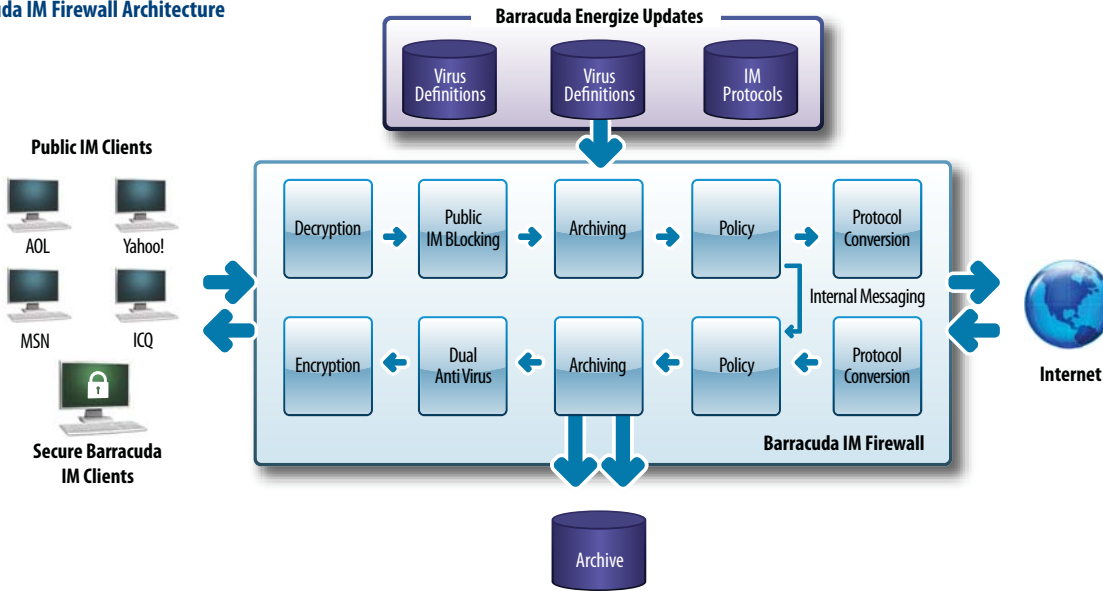 da IM Firewall Architecture
Barracuda Energize Updates
Virus
Definitions
Virus
Definitions
IM
Protocols
Public IM Clients
AOL
Yahoo!
MSN
ICQ
Secure Barracuda
IM Clients
Decryption
Public
IM BLocking
Archiving
Policy
Protocol
Conversion
Internal Messaging
Encryption
Dual
Anti Virus
Archiving
Policy
Protocol
Conversion
Barracuda IM Firewall
Internet
Archive